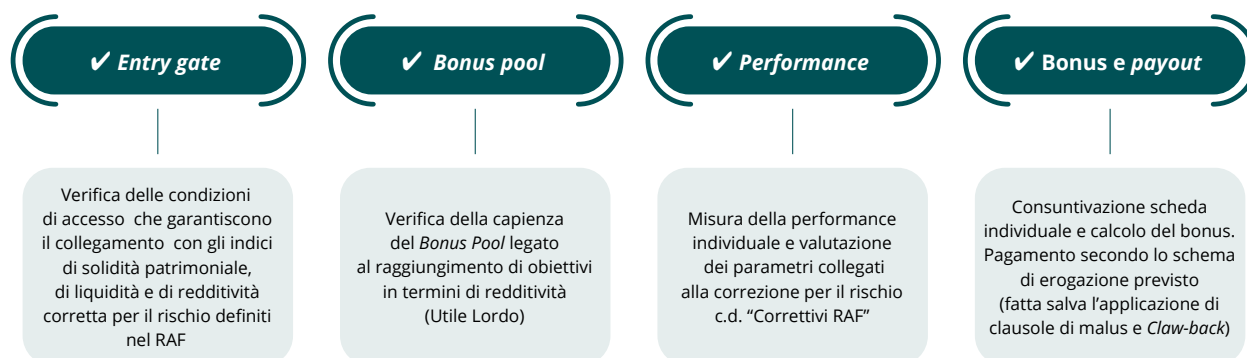 ✔ Entry gate
Verifica delle condizioni
di accesso che garantiscono
il collegamento con gli indici
di solidità patrimoniale,
di liquidità e di redditività
corretta per il rischio definiti
nel RAF
✔ Bonus pool
Verifica della capienza
del Bonus Pool legato
al raggiungimento di obiettivi
in termini di redditività
(Utile Lordo)
✔ Performance
Misura della performance
individuale e valutazione
dei parametri collegati
alla correzione per il rischio
c.d. “Correttivi RAF”
✔ Bonus e payout
Consuntivazione scheda
individuale e calcolo del bonus.
Pagamento secondo lo schema
di erogazione previsto
(fatta salva l’applicazione di
clausole di malus e Claw-back)